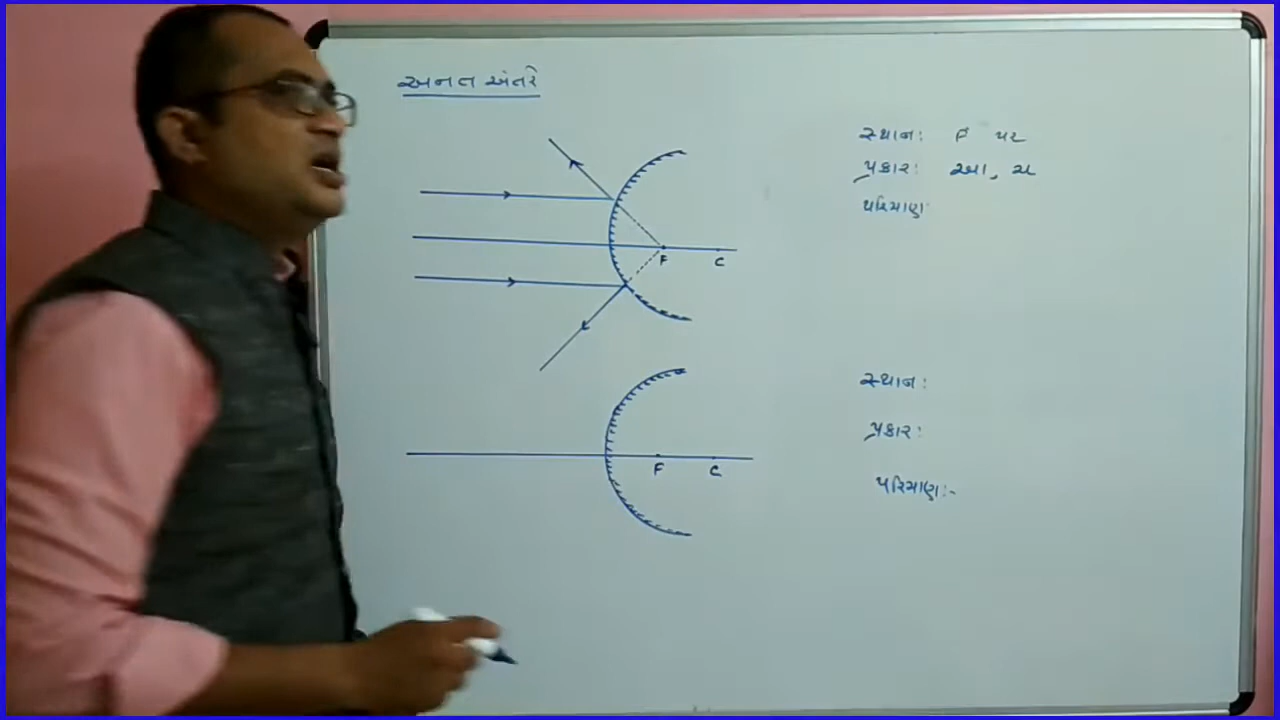 અનંત અંતરે
સ્થાન: F પર
પ્રકાર: આ, ચ
પરિમાણ:
F C
સ્થાન:
પ્રકાર:
F C
પરિમાણ:-